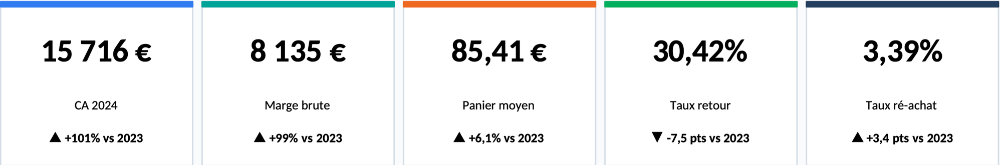 15 716 €
CA 2024
▲ +101% vs 2023
8 135 €
Marge brute
▲ +99% vs 2023
85,41 €
Panier moyen
▲ +6,1% vs 2023
30,42%
Taux retour
▼ -7,5 pts vs 2023
3,39%
Taux ré-achat
▲ +3,4 pts vs 2023